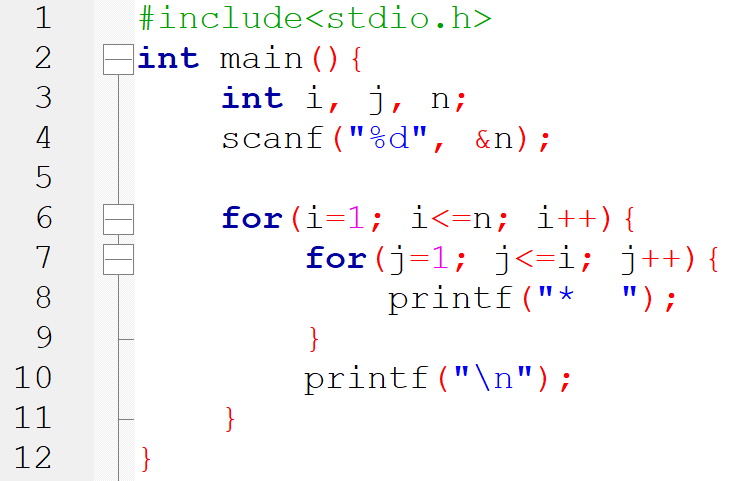 1 #include<stdio.h>
2 int main(){
3     int i, j, n;
4     scanf("%d", &n);
5
6     for(i=1; i<=n; i++){
7         for(j=1; j<=i; j++){
8             printf("*  ");
9         }
10         printf("\n");
11     }
12 }